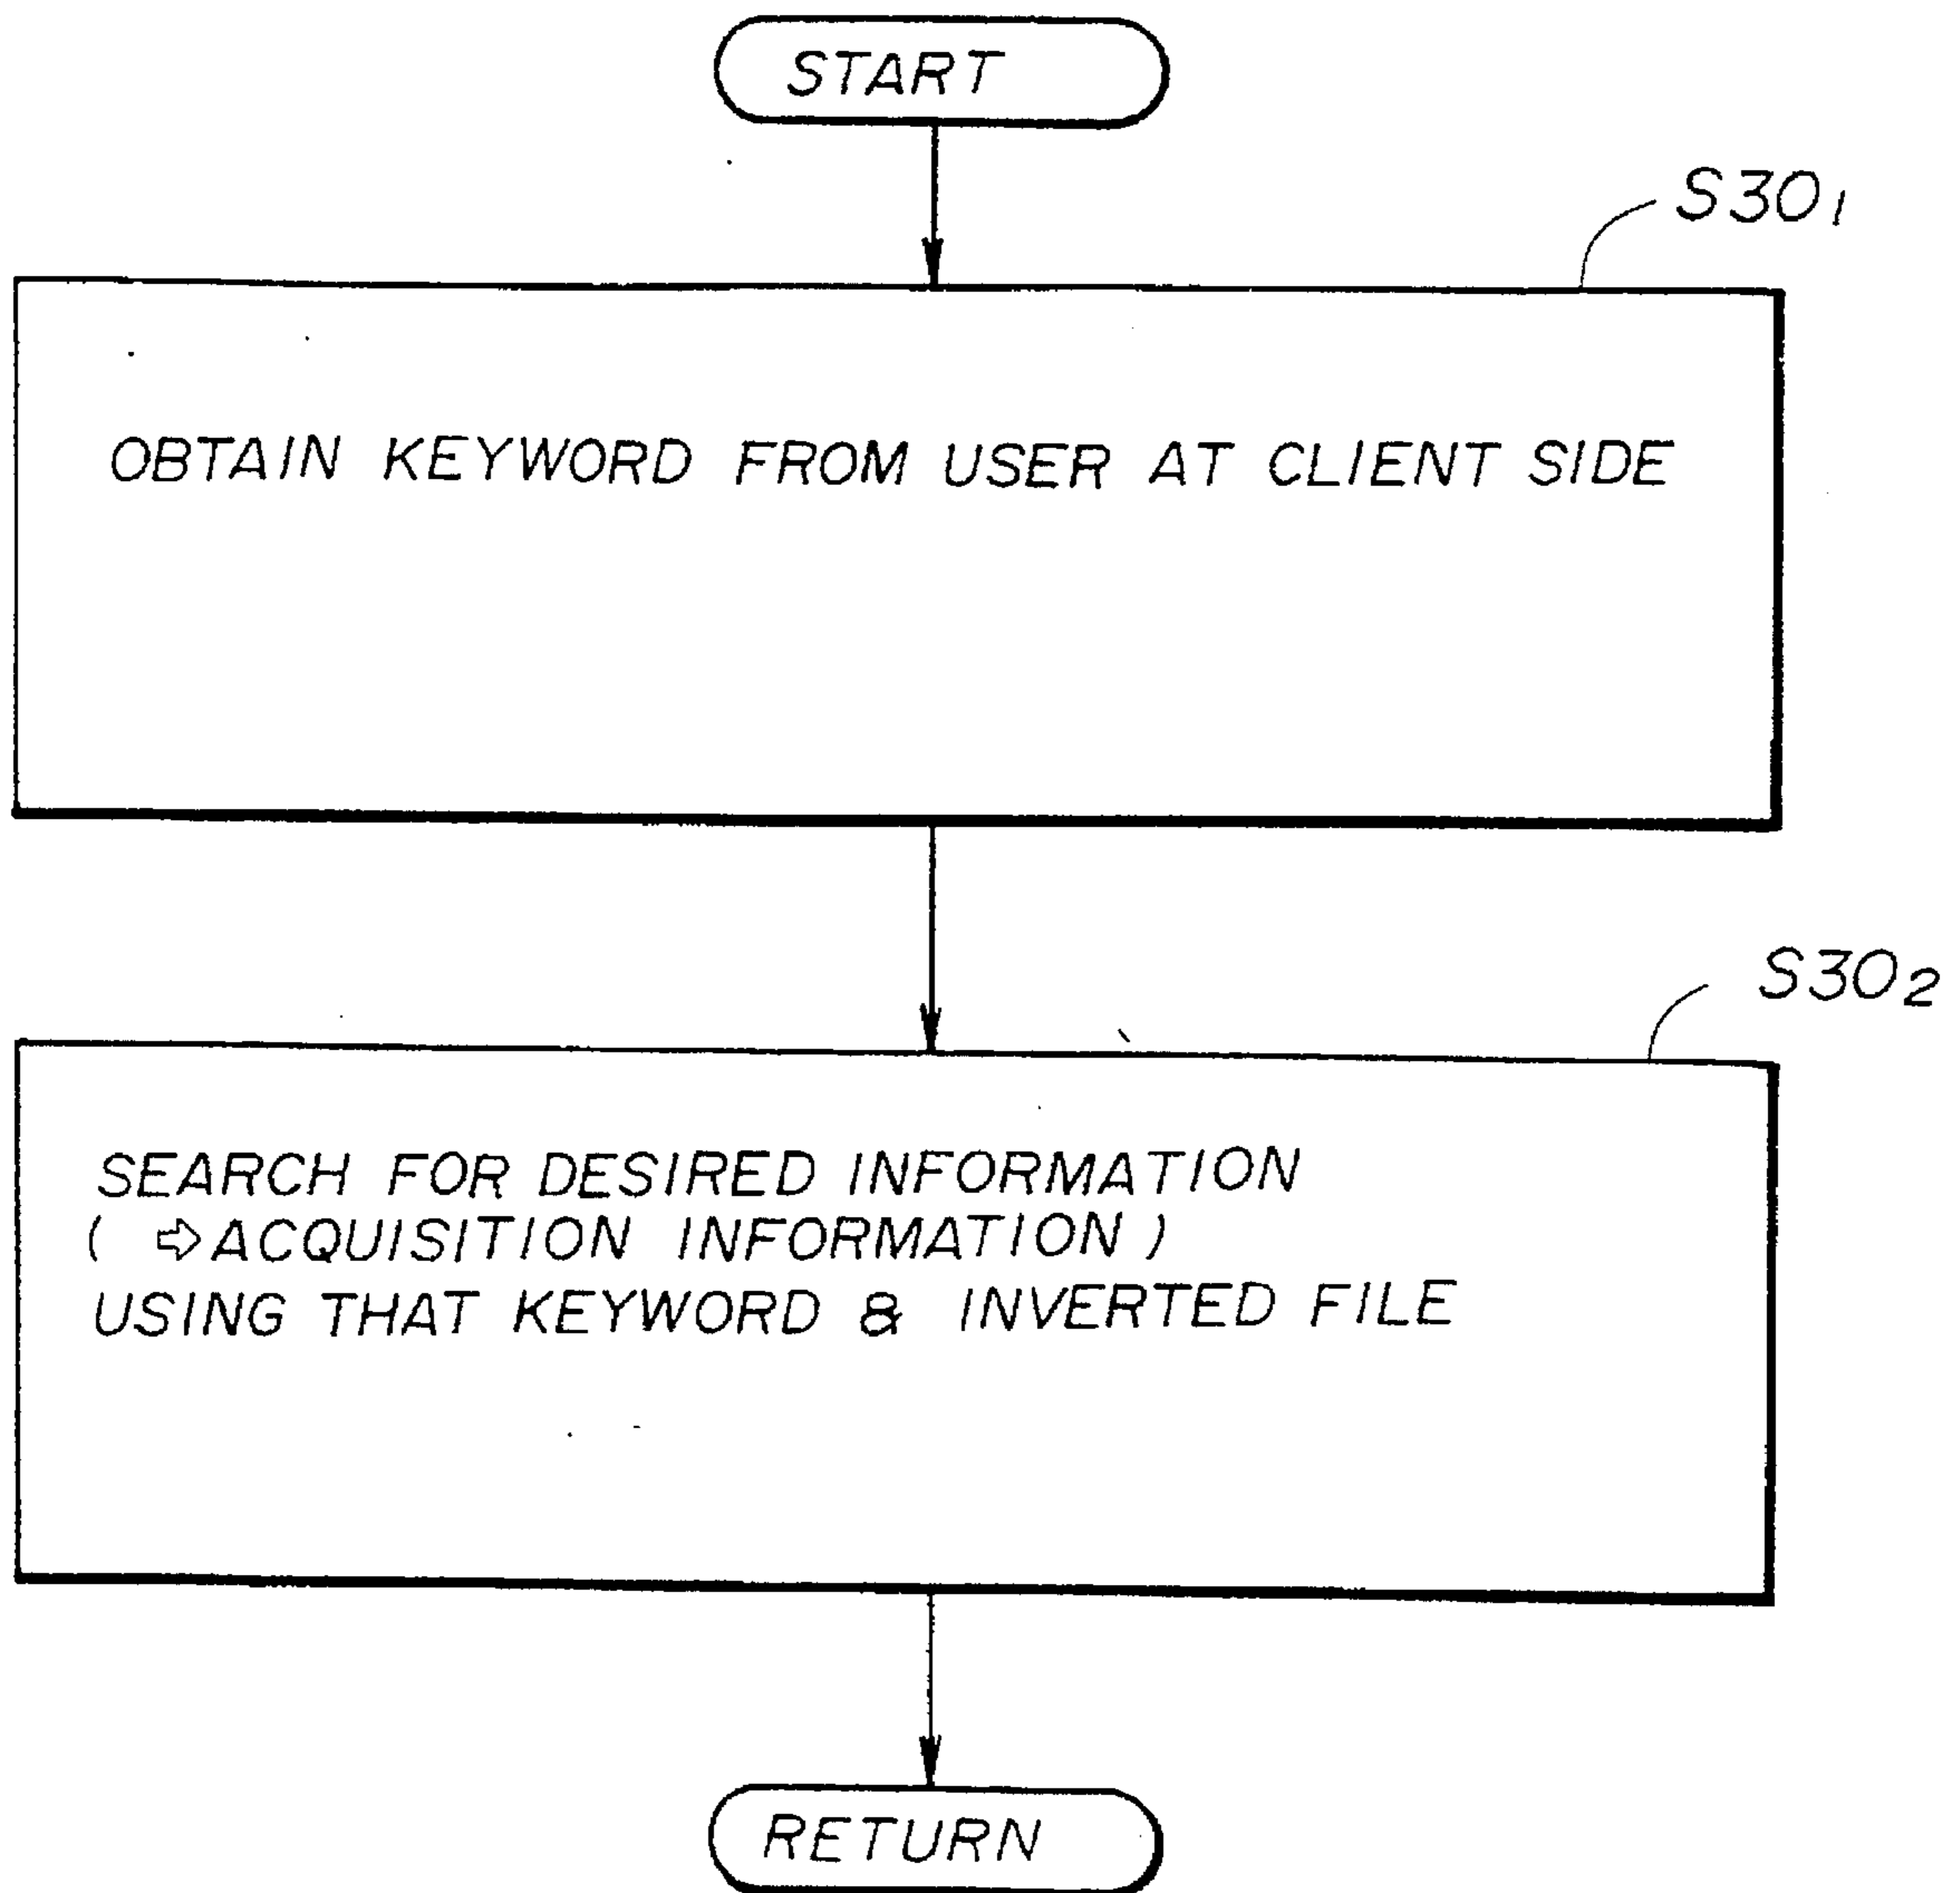 START
S30₁
OBTAIN KEYWORD FROM USER AT CLIENT SIDE
S30₂
SEARCH FOR DESIRED INFORMATION
( ⇨ACQUISITION INFORMATION)
USING THAT KEYWORD & INVERTED FILE
RETURN